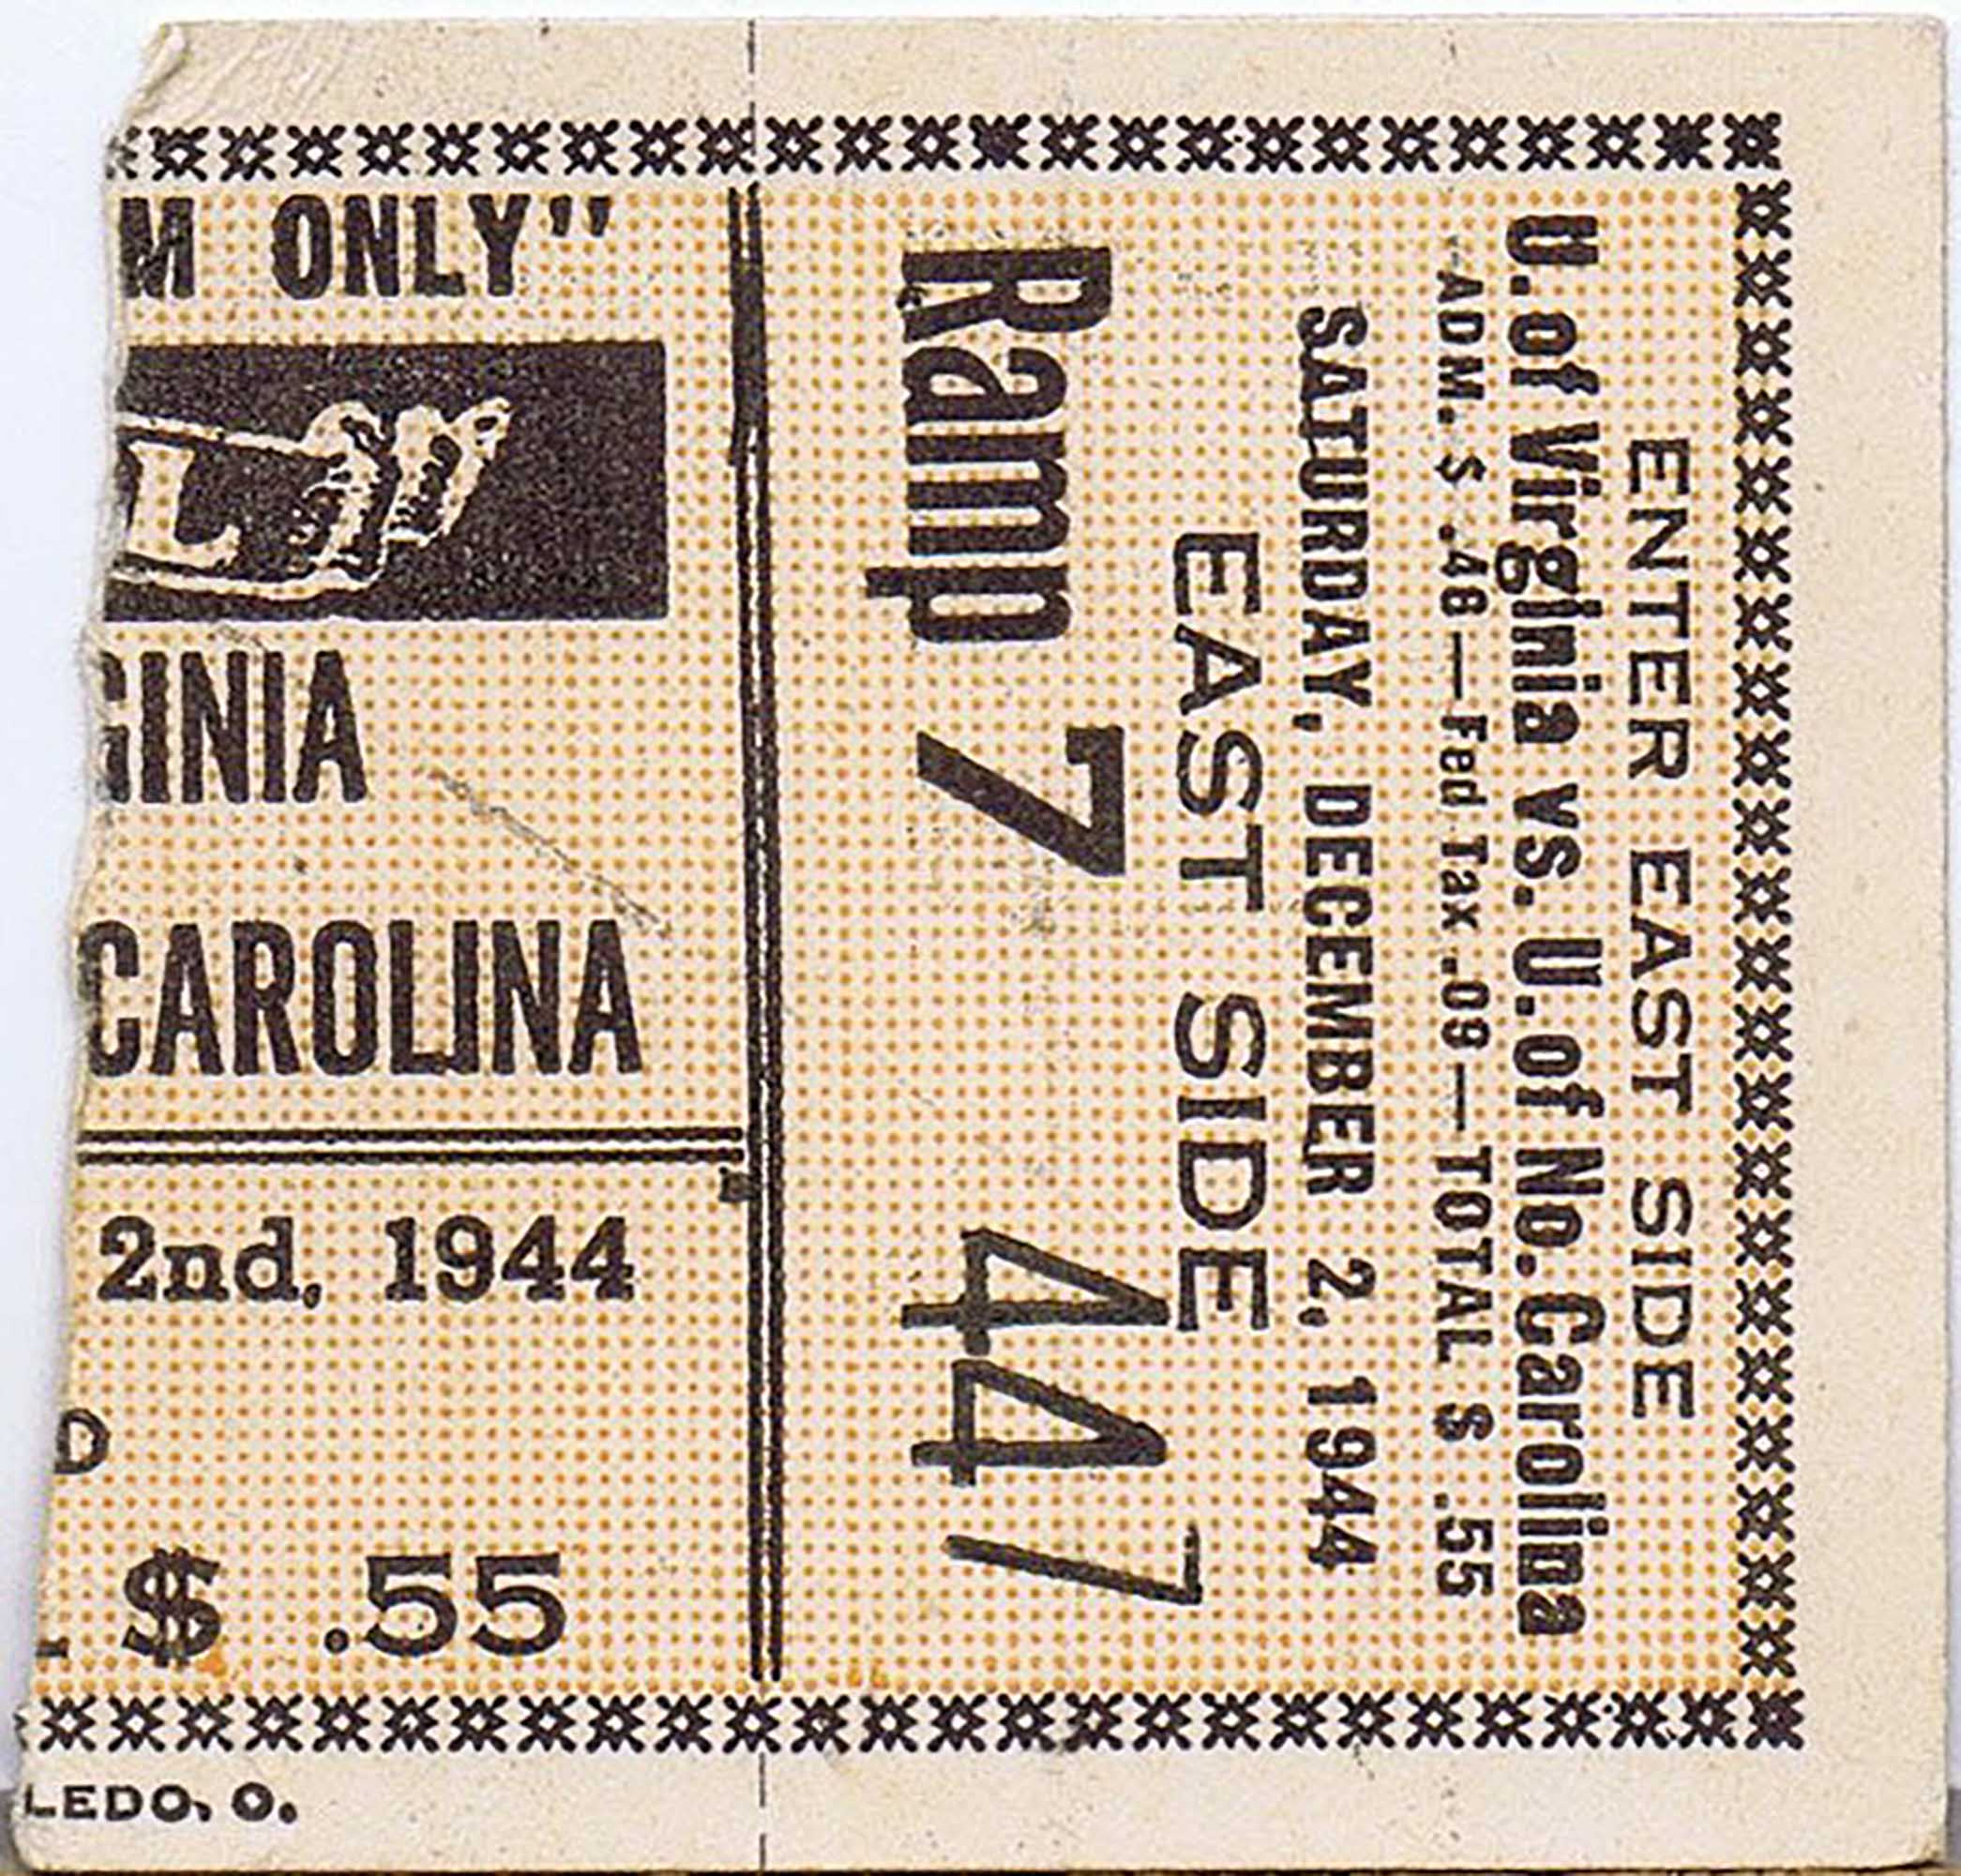 M ONLY"
L
GINIA
CAROLINA
2nd, 1944
D
$ .55
LEDO, O.
ENTER EAST SIDE
U. of Virginia vs. U. of No. Carolina
ADM. $ .46—Fed Tax .09—TOTAL $ .55
SATURDAY, DECEMBER 2, 1944
EAST SIDE
Ramp 7 447